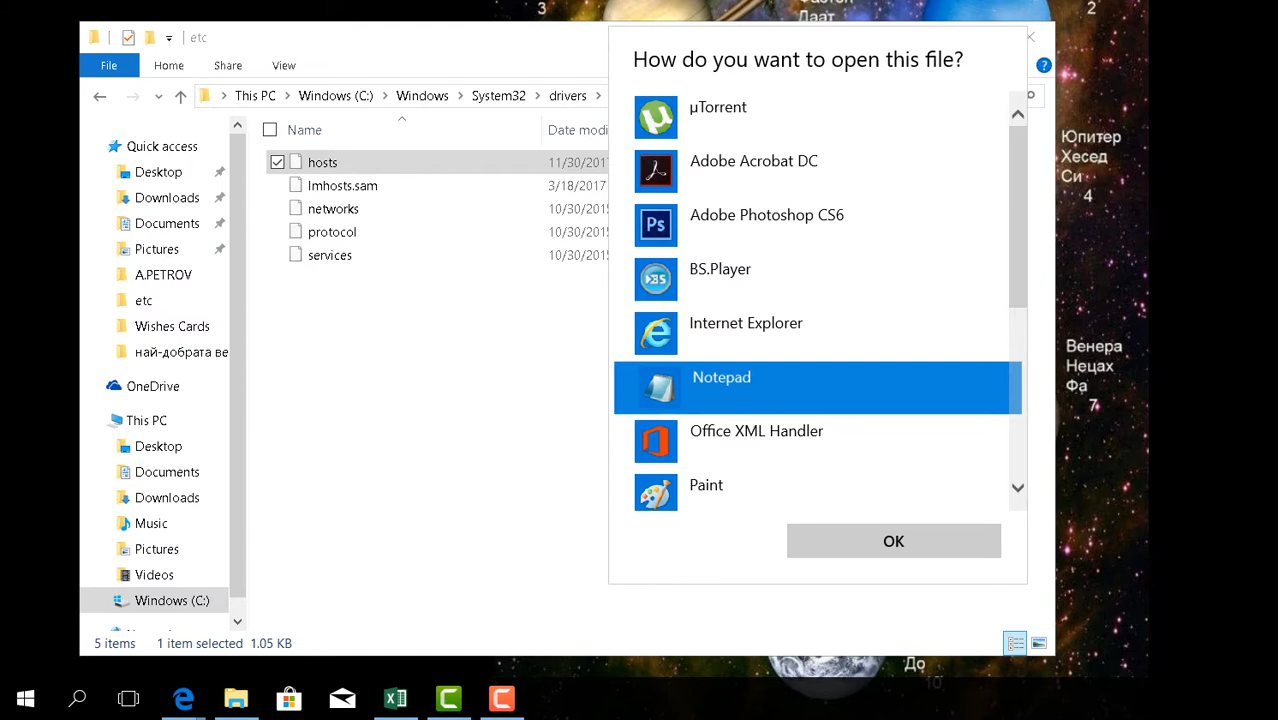 3
Фастел
Даат
2
etc
File
Home
Share
View
This PC
Windows (C:)
Windows
System32
drivers
Name
Date modi
hosts
11/30/2017
lmhosts.sam
3/18/2017
networks
10/30/2015
protocol
10/30/2015
services
10/30/2015
Quick access
Desktop
Downloads
Documents
Pictures
A.PETROV
etc
Wishes Cards
най-добрата ве
OneDrive
This PC
Desktop
Documents
Downloads
Music
Pictures
Videos
Windows (C:)
5 items
1 item selected
1.05 KB
How do you want to open this file?
µTorrent
Adobe Acrobat DC
Ps
Adobe Photoshop CS6
BS
BS.Player
Internet Explorer
Notepad
Office XML Handler
Paint
OK
Юпитер
Хесед
Си
4
Венера
Нецах
Фа
7
До
10